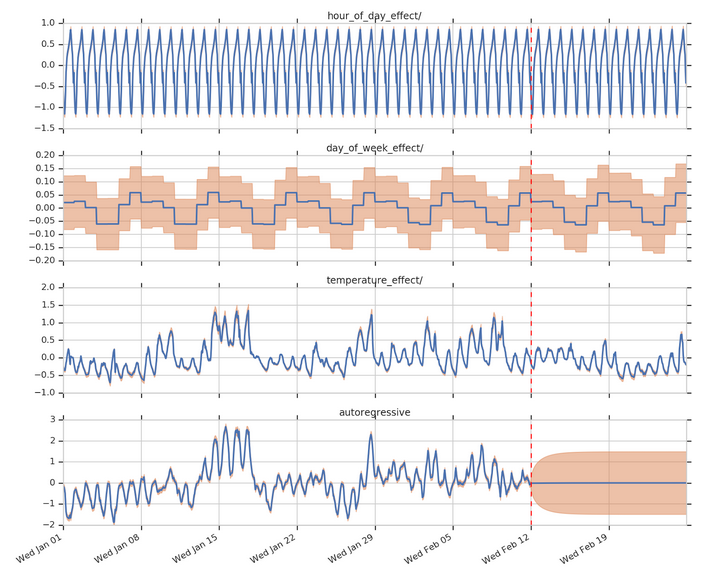 hour_of_day_effect/
1.0
0.5
0.0
−0.5
−1.0
−1.5
day_of_week_effect/
0.20
0.15
0.10
0.05
0.00
−0.05
−0.10
−0.15
−0.20
temperature_effect/
2.0
1.5
1.0
0.5
0.0
−0.5
−1.0
autoregressive
3
2
1
0
−1
−2
Wed Jan 01
Wed Jan 08
Wed Jan 15
Wed Jan 22
Wed Jan 29
Wed Feb 05
Wed Feb 12
Wed Feb 19